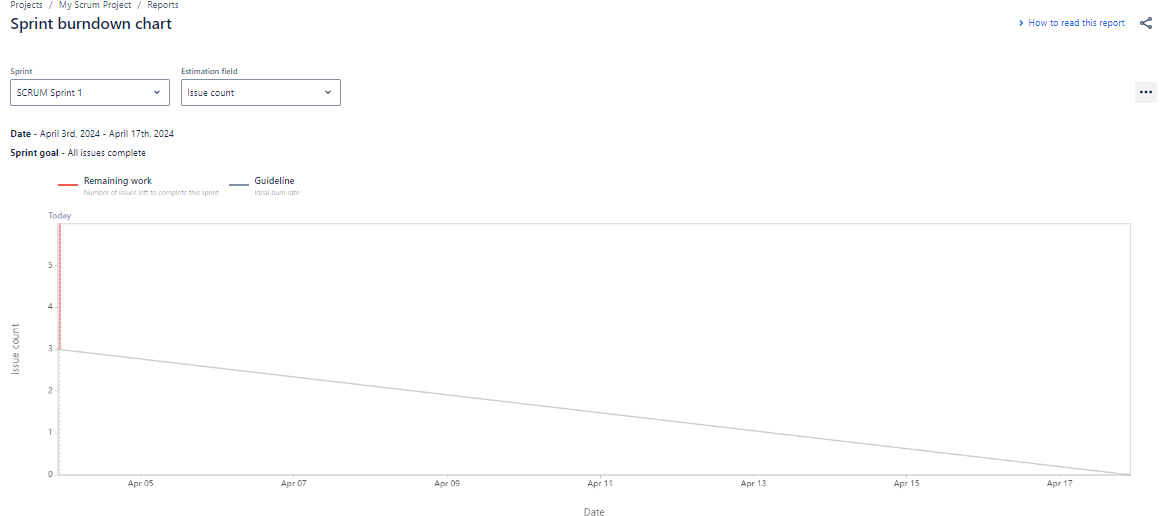 Projects / My Scrum Project / Reports
Sprint burndown chart
How to read this report
Sprint
Estimation field
SCRUM Sprint 1
Issue count
Date - April 3rd, 2024 - April 17th, 2024
Sprint goal - All issues complete
Remaining work
Guideline
Number of issues left to complete this sprint
Ideal burn rate
Today
5
4
3
2
1
0
Issue count
Apr 05
Apr 07
Apr 09
Apr 11
Apr 13
Apr 15
Apr 17
Date